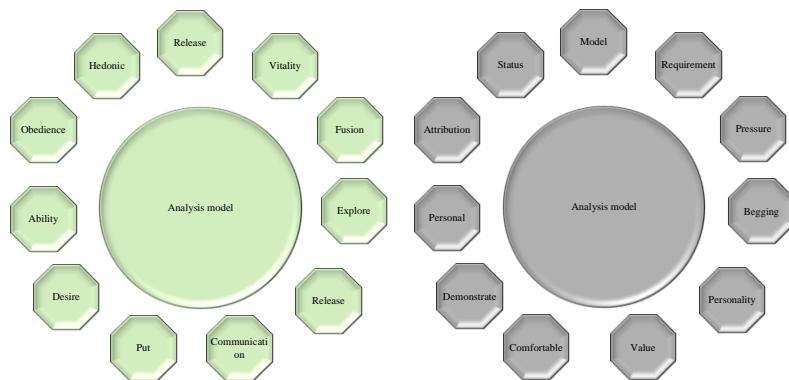 Release
Vitality
Fusion
Explore
Release
Communicati
on
Put
Desire
Ability
Obedience
Hedonic
Analysis model
Model
Requirement
Pressure
Begging
Personality
Value
Comfortable
Demonstrate
Personal
Attribution
Status
Analysis model